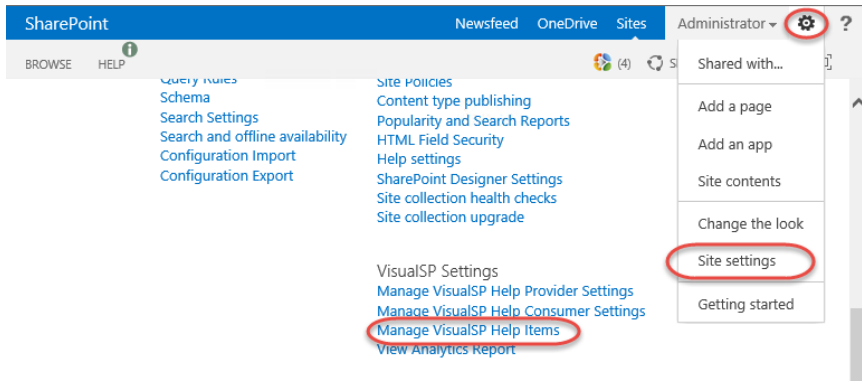 SharePoint
Newsfeed OneDrive Sites Administrator ?
BROWSE HELP
(4) S
Query Rules
Schema
Search Settings
Search and offline availability
Configuration Import
Configuration Export
Site Policies
Content type publishing
Popularity and Search Reports
HTML Field Security
Help settings
SharePoint Designer Settings
Site collection health checks
Site collection upgrade
VisualSP Settings
Manage VisualSP Help Provider Settings
Manage VisualSP Help Consumer Settings
Manage VisualSP Help Items
View Analytics Report
Shared with...
Add a page
Add an app
Site contents
Change the look
Site settings
Getting started